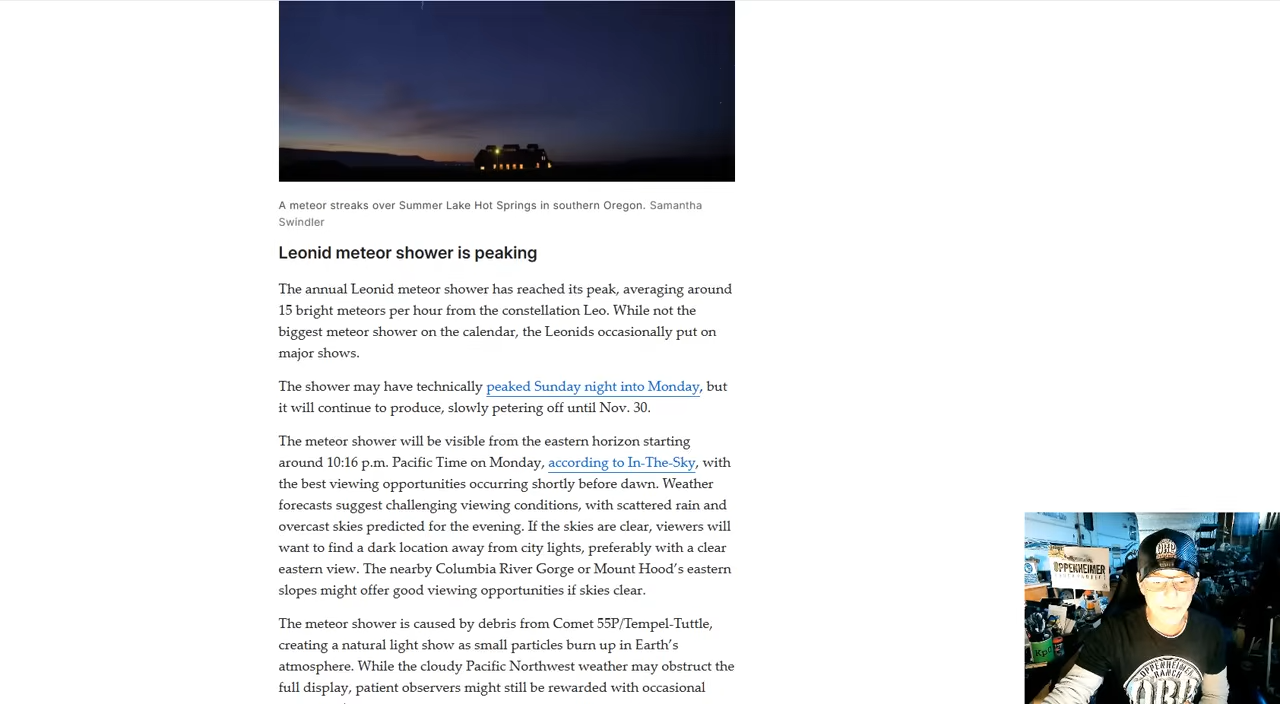 A meteor streaks over Summer Lake Hot Springs in southern Oregon. Samantha
Swindler
Leonid meteor shower is peaking
The annual Leonid meteor shower has reached its peak, averaging around
15 bright meteors per hour from the constellation Leo. While not the
biggest meteor shower on the calendar, the Leonids occasionally put on
major shows.
The shower may have technically peaked Sunday night into Monday, but
it will continue to produce, slowly petering off until Nov. 30.
The meteor shower will be visible from the eastern horizon starting
around 10:16 p.m. Pacific Time on Monday, according to In-The-Sky, with
the best viewing opportunities occurring shortly before dawn. Weather
forecasts suggest challenging viewing conditions, with scattered rain and
overcast skies predicted for the evening. If the skies are clear, viewers will
want to find a dark location away from city lights, preferably with a clear
eastern view. The nearby Columbia River Gorge or Mount Hood’s eastern
slopes might offer good viewing opportunities if skies clear.
The meteor shower is caused by debris from Comet 55P/Tempel-Tuttle,
creating a natural light show as small particles burn up in Earth’s
atmosphere. While the cloudy Pacific Northwest weather may obstruct the
full display, patient observers might still be rewarded with occasional
OPPENHEIMER
ORP
Kp
OPPENHEIMER
RANCH
ORP